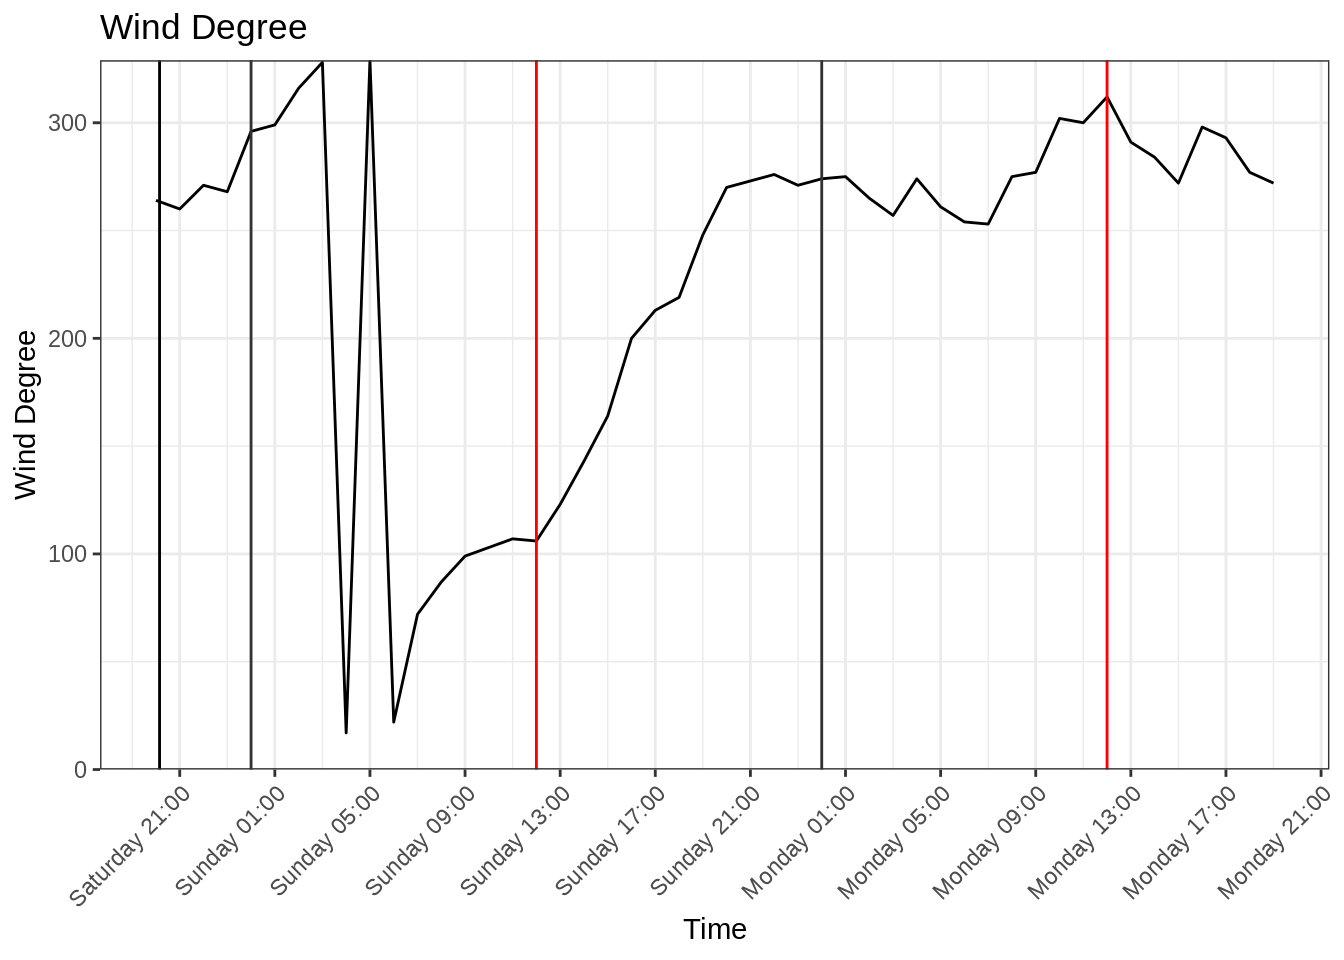 Wind Degree
Wind Degree
300
200
100
0
Saturday 21:00
Sunday 01:00
Sunday 05:00
Sunday 09:00
Sunday 13:00
Sunday 17:00
Sunday 21:00
Monday 01:00
Monday 05:00
Monday 09:00
Monday 13:00
Monday 17:00
Monday 21:00
Time